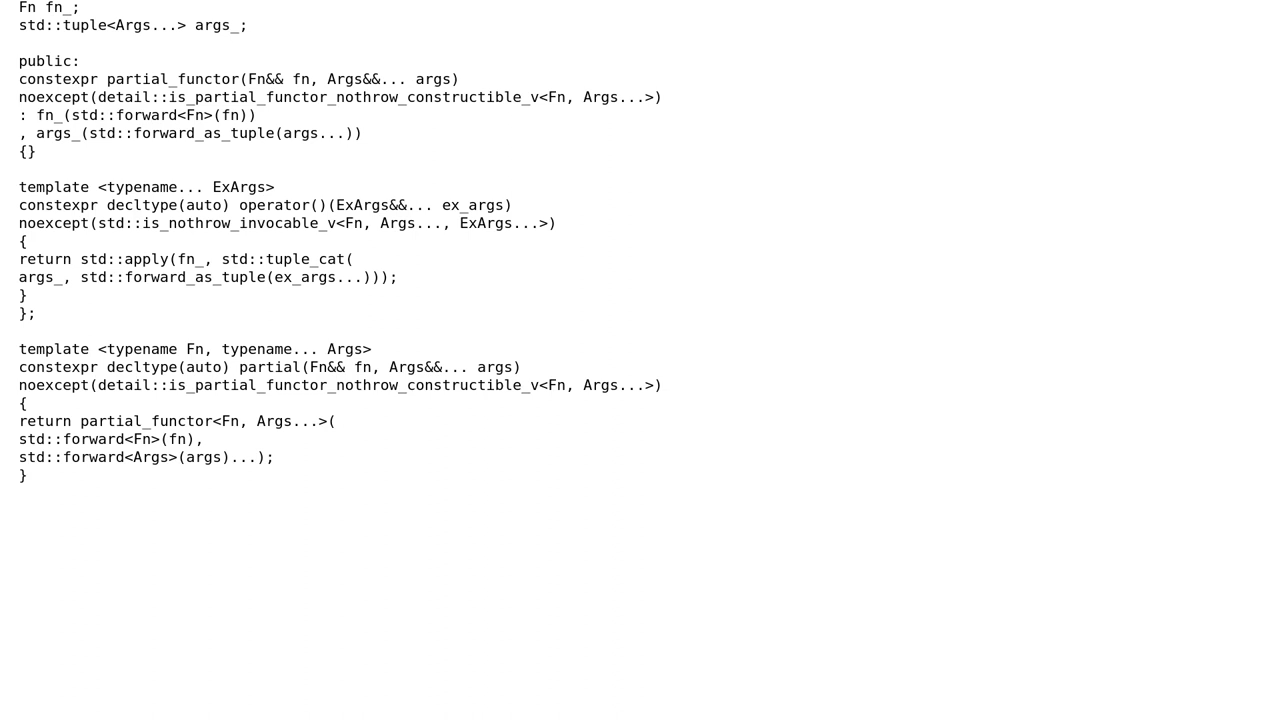 Fn fn_;
std::tuple<Args...> args_;
public:
constexpr partial_functor(Fn&& fn, Args&&... args)
noexcept(detail::is_partial_functor_nothrow_constructible_v<Fn, Args...>)
: fn_(std::forward<Fn>(fn))
, args_(std::forward_as_tuple(args...))
{}
template <typename... ExArgs>
constexpr decltype(auto) operator()(ExArgs&&... ex_args)
noexcept(std::is_nothrow_invocable_v<Fn, Args..., ExArgs...>)
{
return std::apply(fn_, std::tuple_cat(
args_, std::forward_as_tuple(ex_args...)));
}
};
template <typename Fn, typename... Args>
constexpr decltype(auto) partial(Fn&& fn, Args&&... args)
noexcept(detail::is_partial_functor_nothrow_constructible_v<Fn, Args...>)
{
return partial_functor<Fn, Args...>(
std::forward<Fn>(fn),
std::forward<Args>(args)...);
}